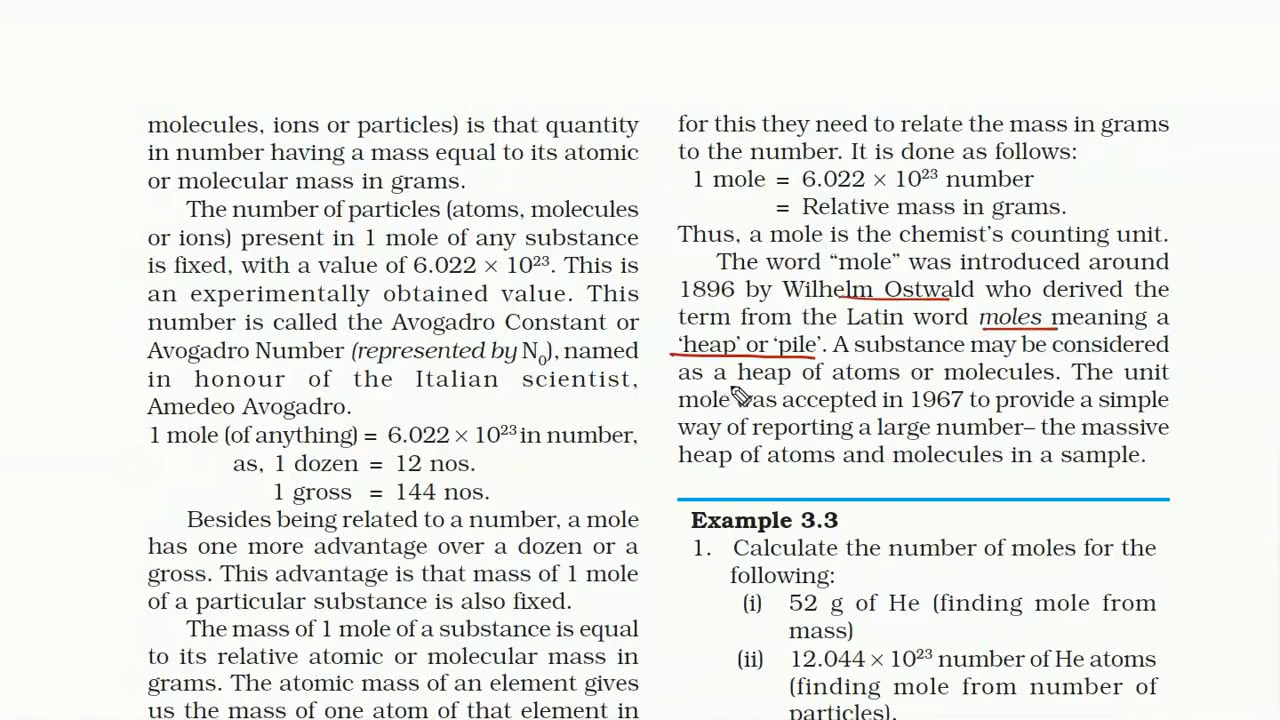 molecules, ions or particles) is that quantity
in number having a mass equal to its atomic
or molecular mass in grams.
The number of particles (atoms, molecules
or ions) present in 1 mole of any substance
is fixed, with a value of 6.022 × 10²³. This is
an experimentally obtained value. This
number is called the Avogadro Constant or
Avogadro Number (represented by N₀), named
in honour of the Italian scientist,
Amedeo Avogadro.
1 mole (of anything) = 6.022 × 10²³ in number,
as, 1 dozen = 12 nos.
1 gross = 144 nos.
Besides being related to a number, a mole
has one more advantage over a dozen or a
gross. This advantage is that mass of 1 mole
of a particular substance is also fixed.
The mass of 1 mole of a substance is equal
to its relative atomic or molecular mass in
grams. The atomic mass of an element gives
us the mass of one atom of that element in
for this they need to relate the mass in grams
to the number. It is done as follows:
1 mole = 6.022 × 10²³ number
= Relative mass in grams.
Thus, a mole is the chemist’s counting unit.
The word “mole” was introduced around
1896 by Wilhelm Ostwald who derived the
term from the Latin word moles meaning a
‘heap’ or ‘pile’. A substance may be considered
as a heap of atoms or molecules. The unit
mole was accepted in 1967 to provide a simple
way of reporting a large number– the massive
heap of atoms and molecules in a sample.
Example 3.3
1. Calculate the number of moles for the
following:
(i) 52 g of He (finding mole from
mass)
(ii) 12.044 × 10²³ number of He atoms
(finding mole from number of
particles).